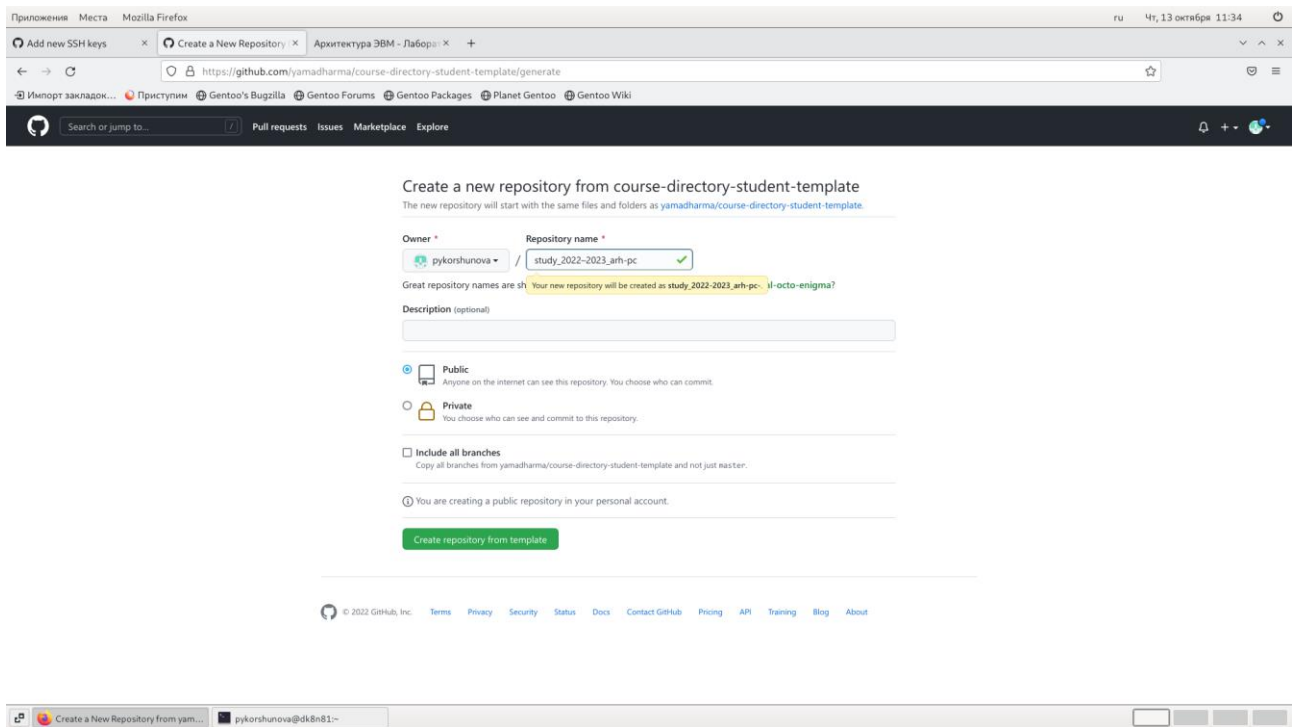 Приложения Места Mozilla Firefox ru Чт, 13 октября 11:34
Add new SSH keys × Create a New Repository × Архитектура ЭВМ - Лаборат × +
https://github.com/yamadharma/course-directory-student-template/generate
Импорт закладок... Приступим Gentoo's Bugzilla Gentoo Forums Gentoo Packages Planet Gentoo Gentoo Wiki
Search or jump to... / Pull requests Issues Marketplace Explore
Create a new repository from course-directory-student-template
The new repository will start with the same files and folders as yamadharma/course-directory-student-template.
Owner * Repository name *
pykorshunova / study_2022–2023_arh-pc
Great repository names are sh Your new repository will be created as study_2022-2023_arh-pc-. l-octo-enigma?
Description (optional)
Public
Anyone on the internet can see this repository. You choose who can commit.
Private
You choose who can see and commit to this repository.
Include all branches
Copy all branches from yamadharma/course-directory-student-template and not just master.
You are creating a public repository in your personal account.
Create repository from template
© 2022 GitHub, Inc. Terms Privacy Security Status Docs Contact GitHub Pricing API Training Blog About
Create a New Repository from yam... pykorshunova@dk8n81:~